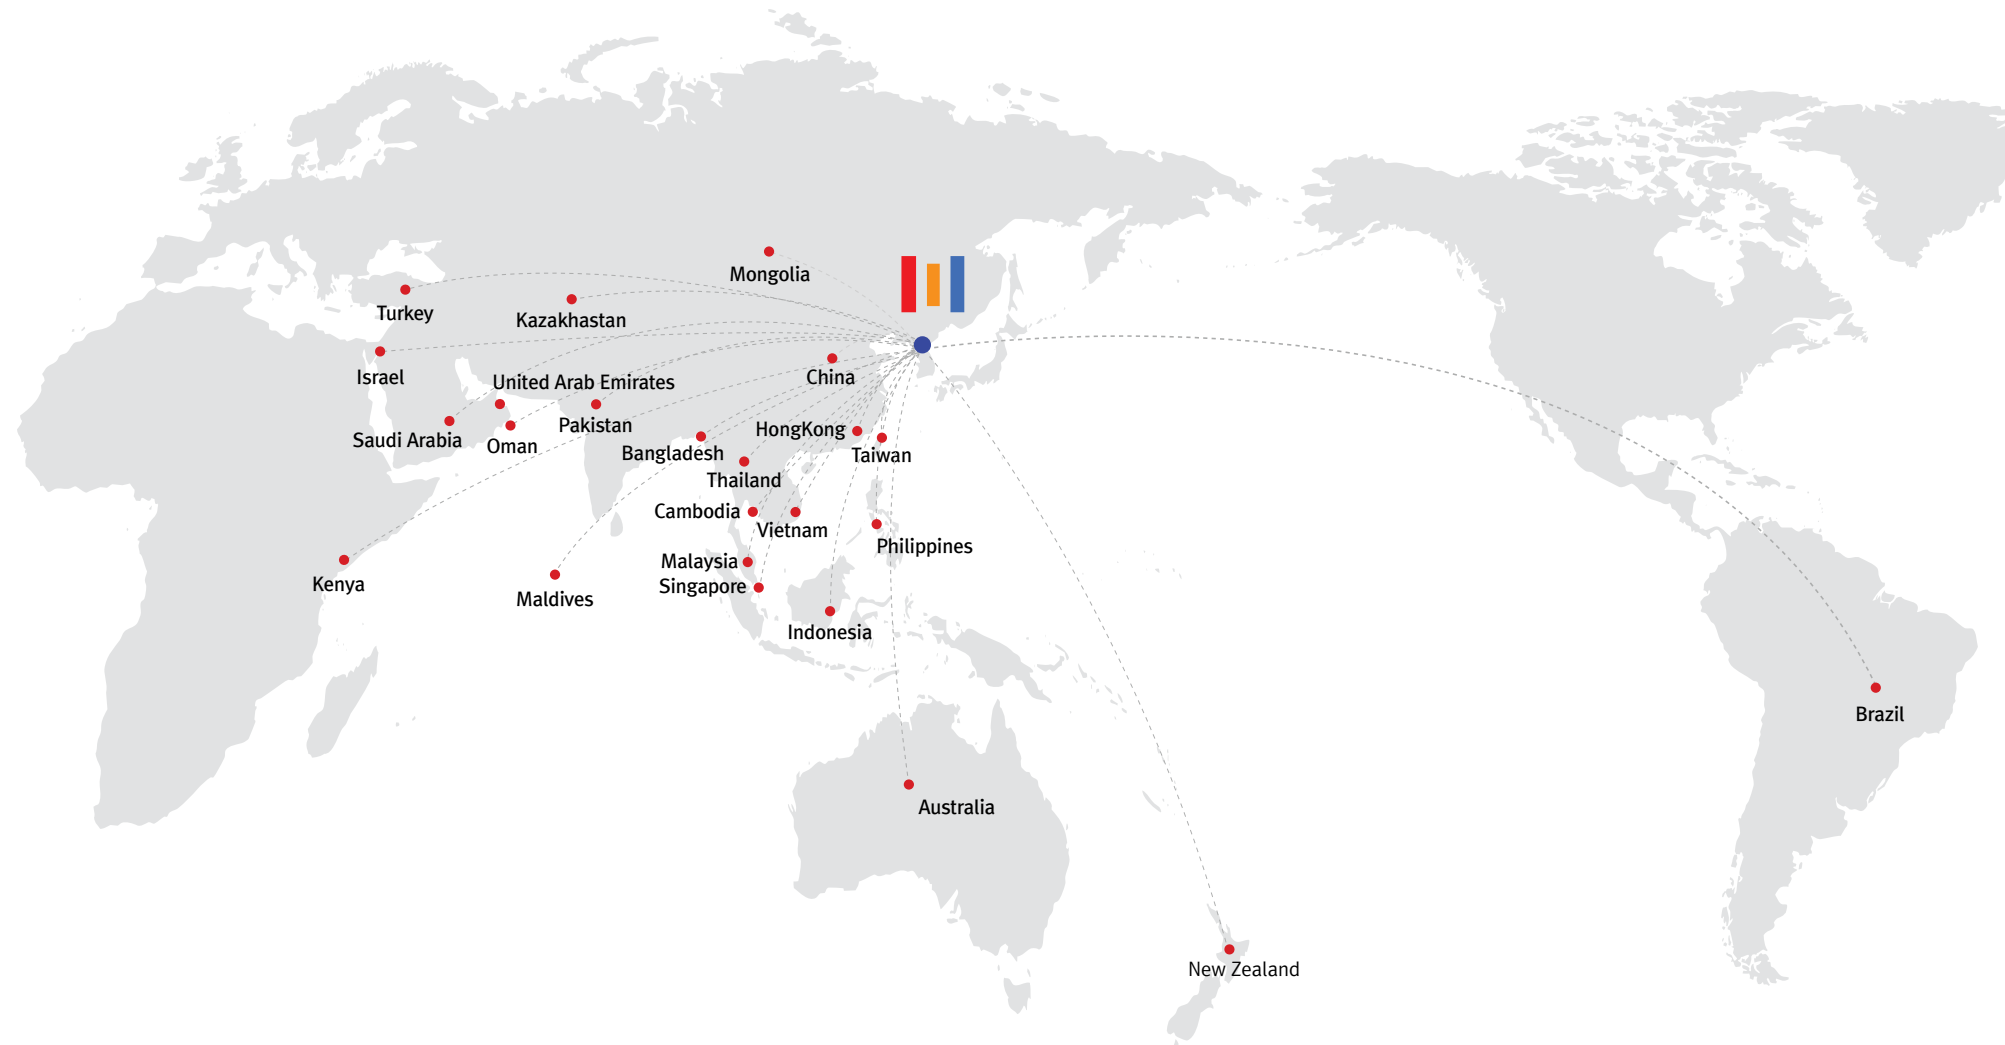 Mongolia
Turkey
Kazakhastan
Israel
China
United Arab Emirates
Pakistan
HongKong
Saudi Arabia
Oman
Bangladesh
Taiwan
Thailand
Cambodia
Vietnam
Philippines
Malaysia
Kenya
Singapore
Maldives
Indonesia
Brazil
Australia
New Zealand